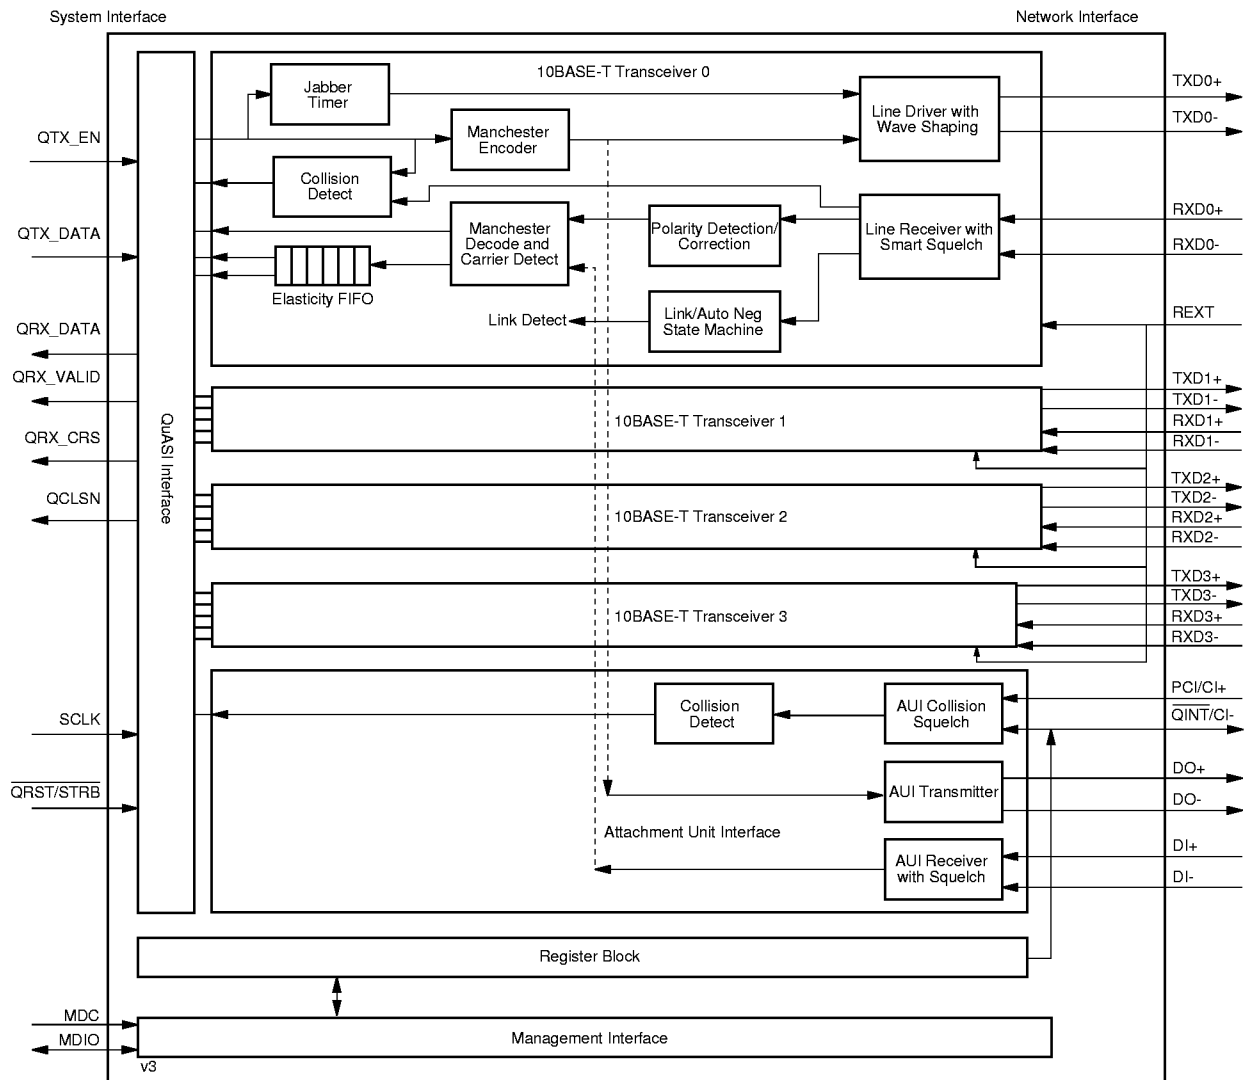 System Interface
Network Interface
10BASE-T Transceiver 0
Jabber
Timer
Manchester
Encoder
Line Driver with
Wave Shaping
TXD0+
TXD0-
QTX_EN
Collision
Detect
QTX_DATA
Manchester
Decode and
Carrier Detect
Polarity Detection/
Correction
Line Receiver with
Smart Squelch
RXD0+
RXD0-
Elasticity FIFO
Link Detect
Link/Auto Neg
State Machine
REXT
QRX_DATA
QRX_VALID
QRX_CRS
QCLSN
QuASI Interface
10BASE-T Transceiver 1
TXD1+
TXD1-
RXD1+
RXD1-
10BASE-T Transceiver 2
TXD2+
TXD2-
RXD2+
RXD2-
10BASE-T Transceiver 3
TXD3+
TXD3-
RXD3+
RXD3-
SCLK
QRST/STRB
Collision
Detect
AUI Collision
Squelch
PCI/CI+
QINT/CI-
AUI Transmitter
DO+
DO-
Attachment Unit Interface
AUI Receiver
with Squelch
DI+
DI-
Register Block
MDC
MDIO
Management Interface
v3